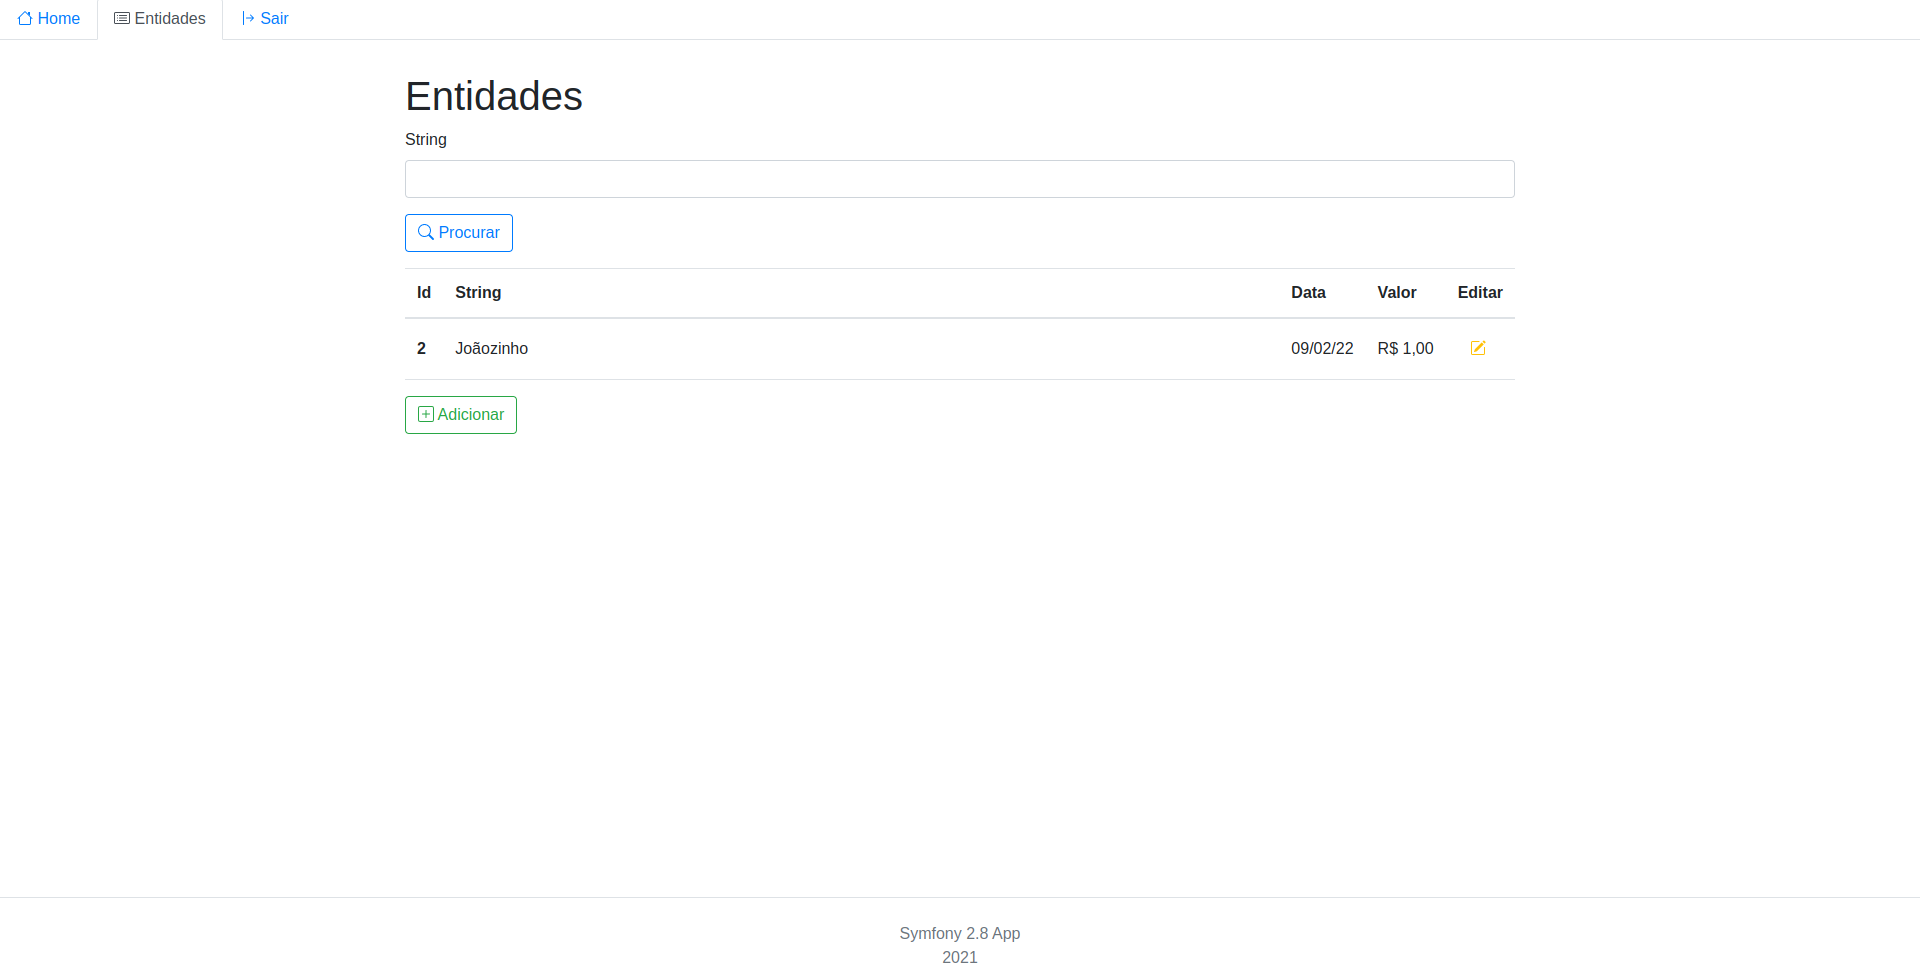 Home Entidades Sair
Entidades
String
Procurar
Id String Data Valor Editar
2 Joãozinho 09/02/22 R$ 1,00
Adicionar
Symfony 2.8 App
2021